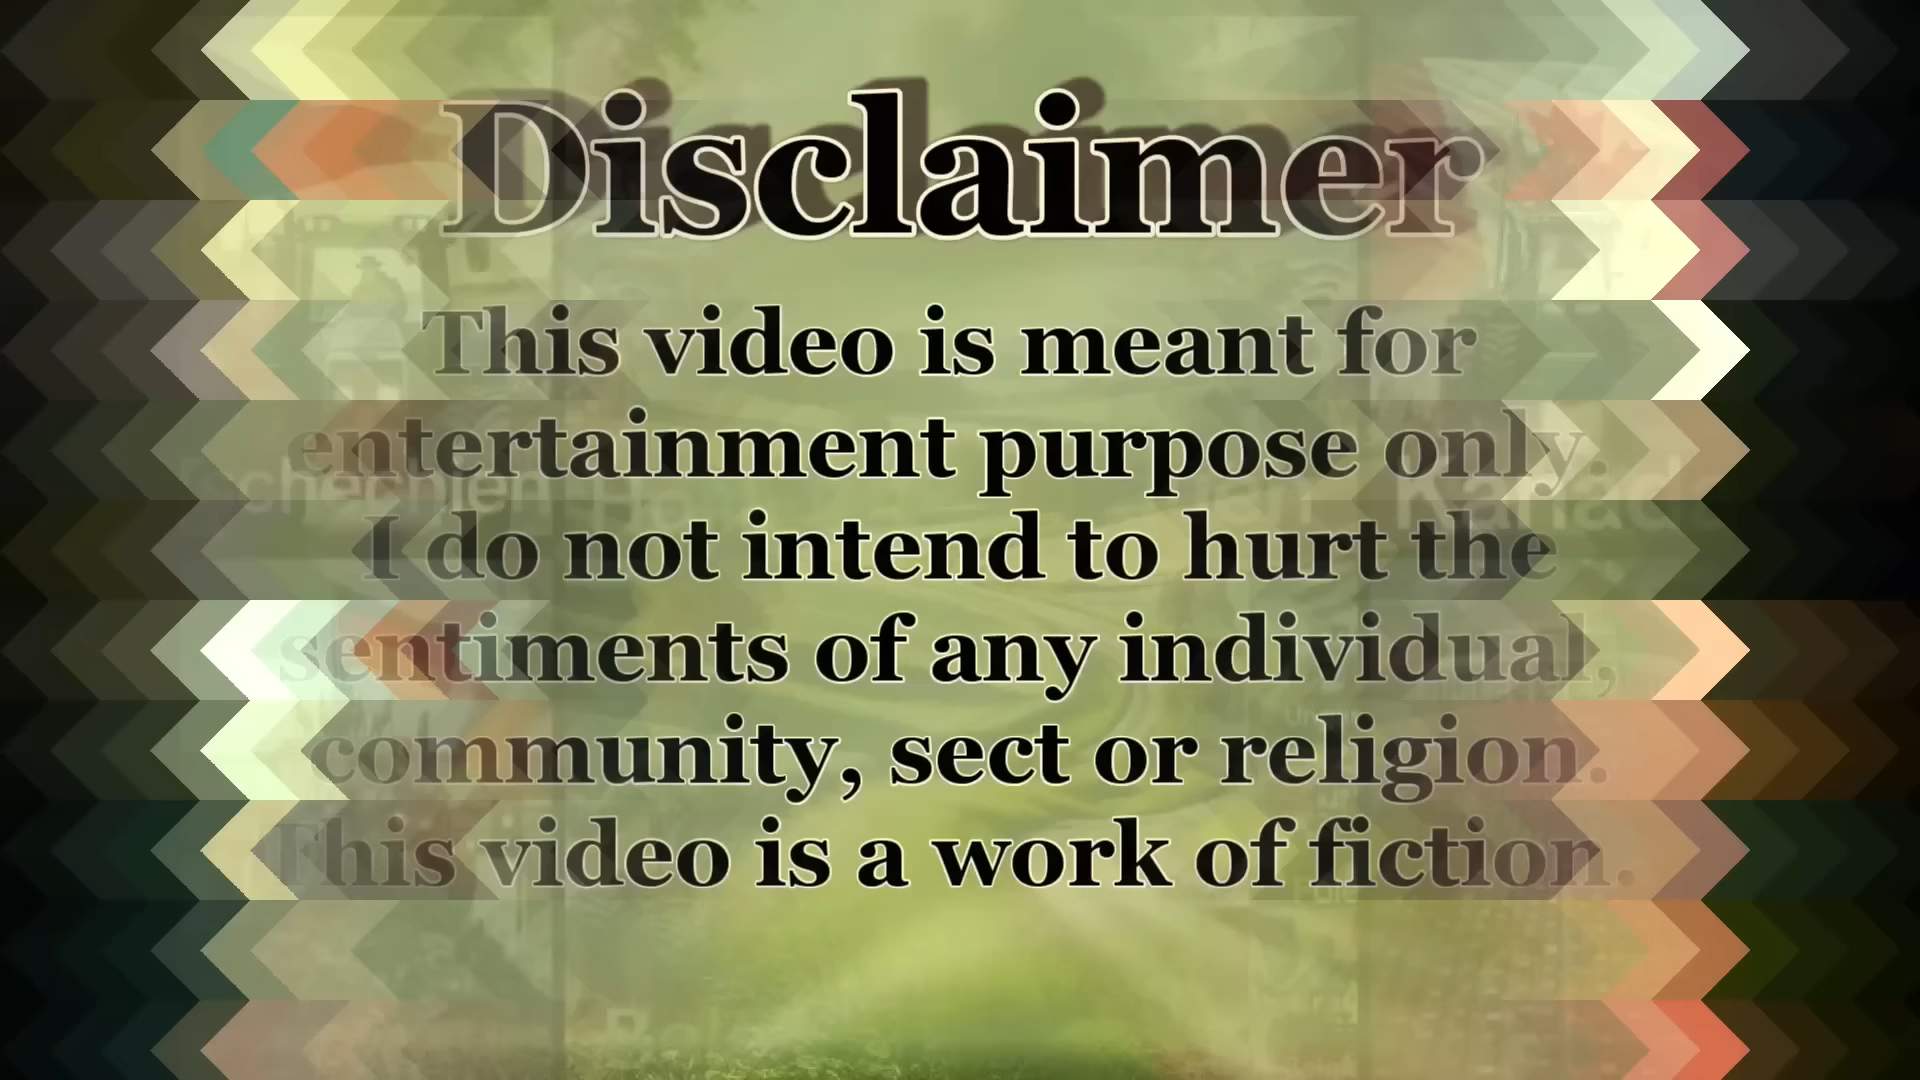 Disclaimer
This video is meant for
entertainment purpose only.
I do not intend to hurt the
sentiments of any individual,
community, sect or religion.
This video is a work of fiction.
Kanada